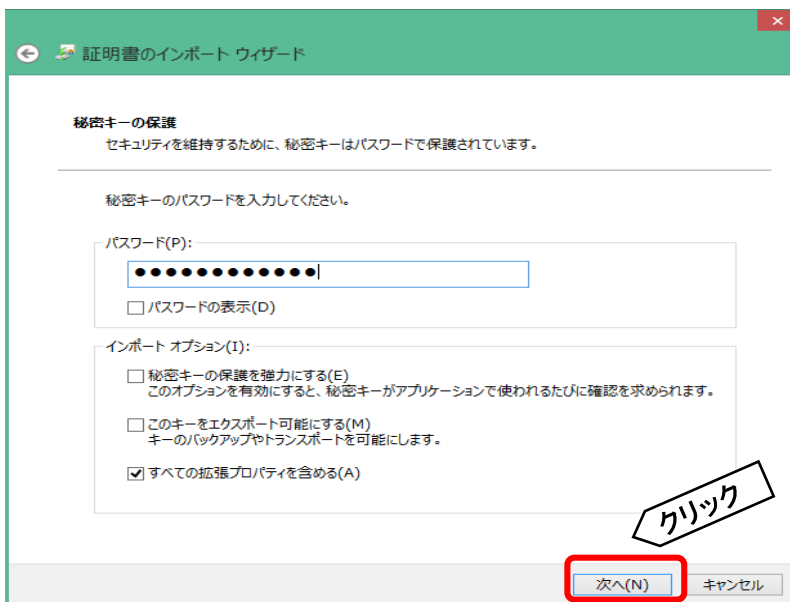 証明書のインポート ウィザード
秘密キーの保護
セキュリティを維持するために、秘密キーはパスワードで保護されています。
秘密キーのパスワードを入力してください。
パスワード(P):
●●●●●●●●●●●●
パスワードの表示(D)
インポート オプション(I):
秘密キーの保護を強力にする(E)
このオプションを有効にすると、秘密キーがアプリケーションで使われるたびに確認を求められます。
このキーをエクスポート可能にする(M)
キーのバックアップやトランスポートを可能にします。
すべての拡張プロパティを含める(A)
クリック
次へ(N)
キャンセル